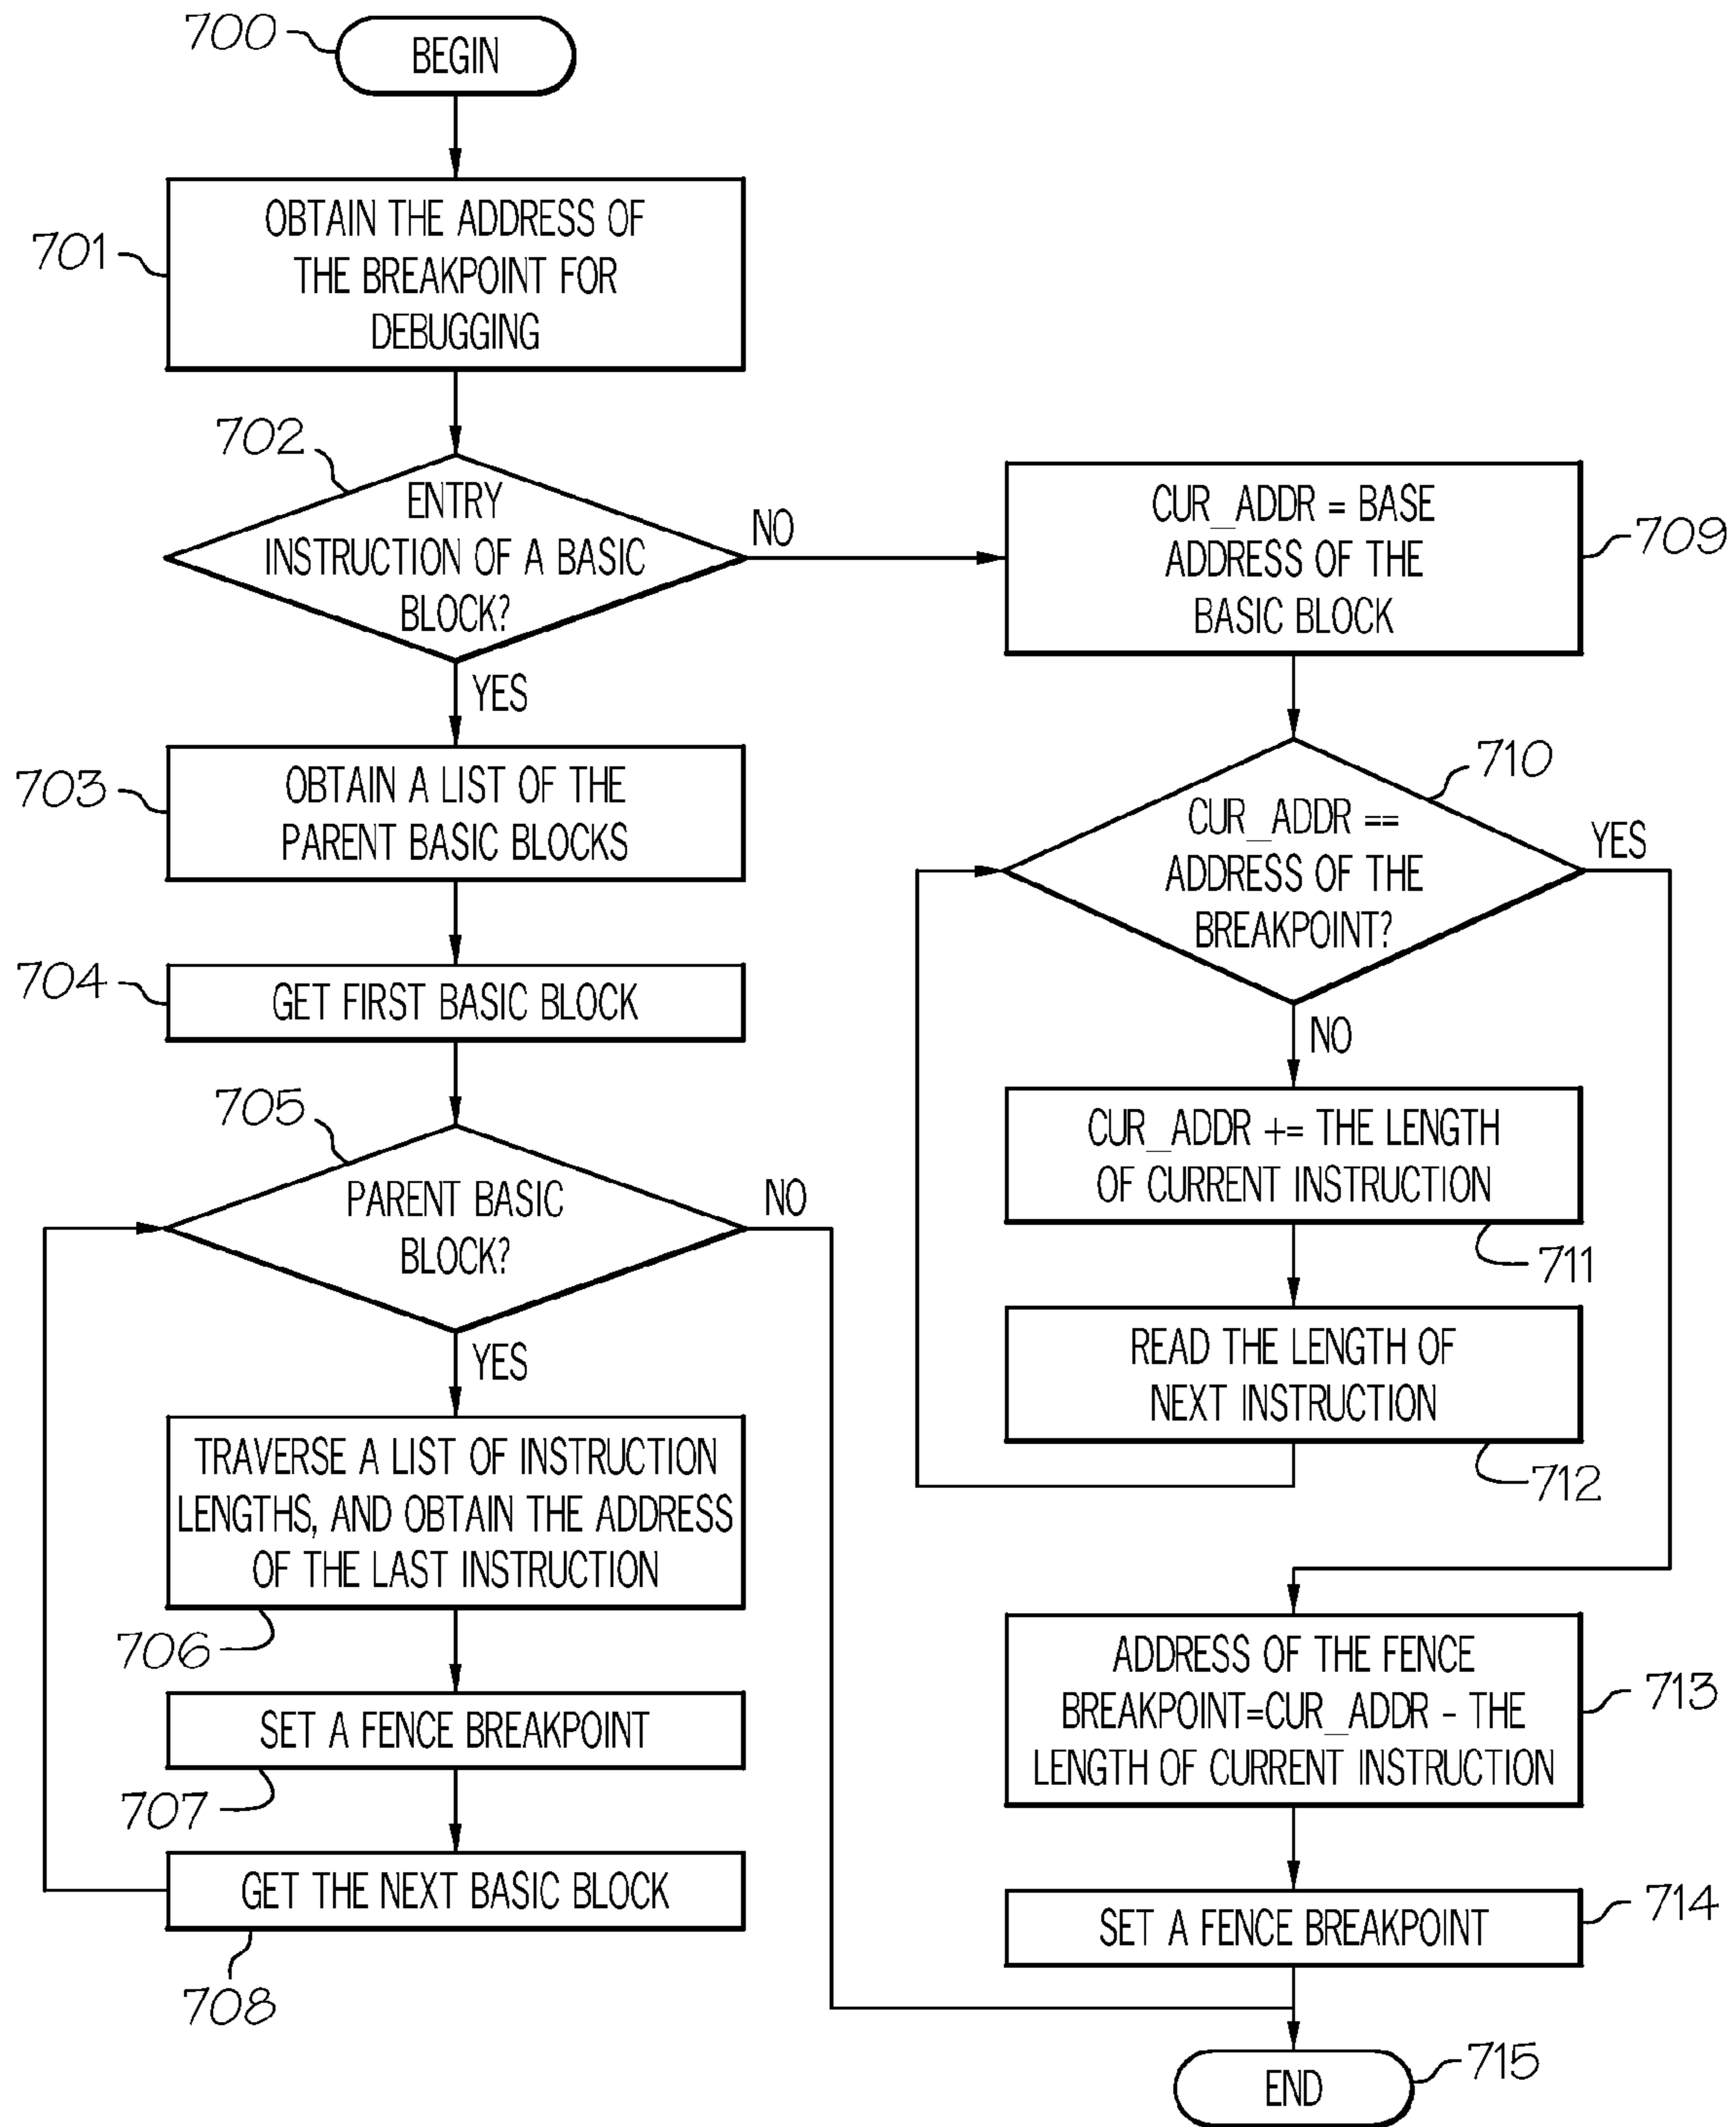 700
BEGIN
701
OBTAIN THE ADDRESS OF
THE BREAKPOINT FOR
DEBUGGING
702
ENTRY
INSTRUCTION OF A BASIC
BLOCK?
NO
YES
703
OBTAIN A LIST OF THE
PARENT BASIC BLOCKS
704
GET FIRST BASIC BLOCK
705
PARENT BASIC
BLOCK?
NO
YES
TRAVERSE A LIST OF INSTRUCTION
LENGTHS, AND OBTAIN THE ADDRESS
OF THE LAST INSTRUCTION
706
SET A FENCE BREAKPOINT
707
GET THE NEXT BASIC BLOCK
708
CUR_ADDR = BASE
ADDRESS OF THE
BASIC BLOCK
709
710
CUR_ADDR ==
ADDRESS OF THE
BREAKPOINT?
YES
NO
CUR_ADDR += THE LENGTH
OF CURRENT INSTRUCTION
711
READ THE LENGTH OF
NEXT INSTRUCTION
712
ADDRESS OF THE FENCE
BREAKPOINT=CUR_ADDR - THE
LENGTH OF CURRENT INSTRUCTION
713
SET A FENCE BREAKPOINT
714
END
715